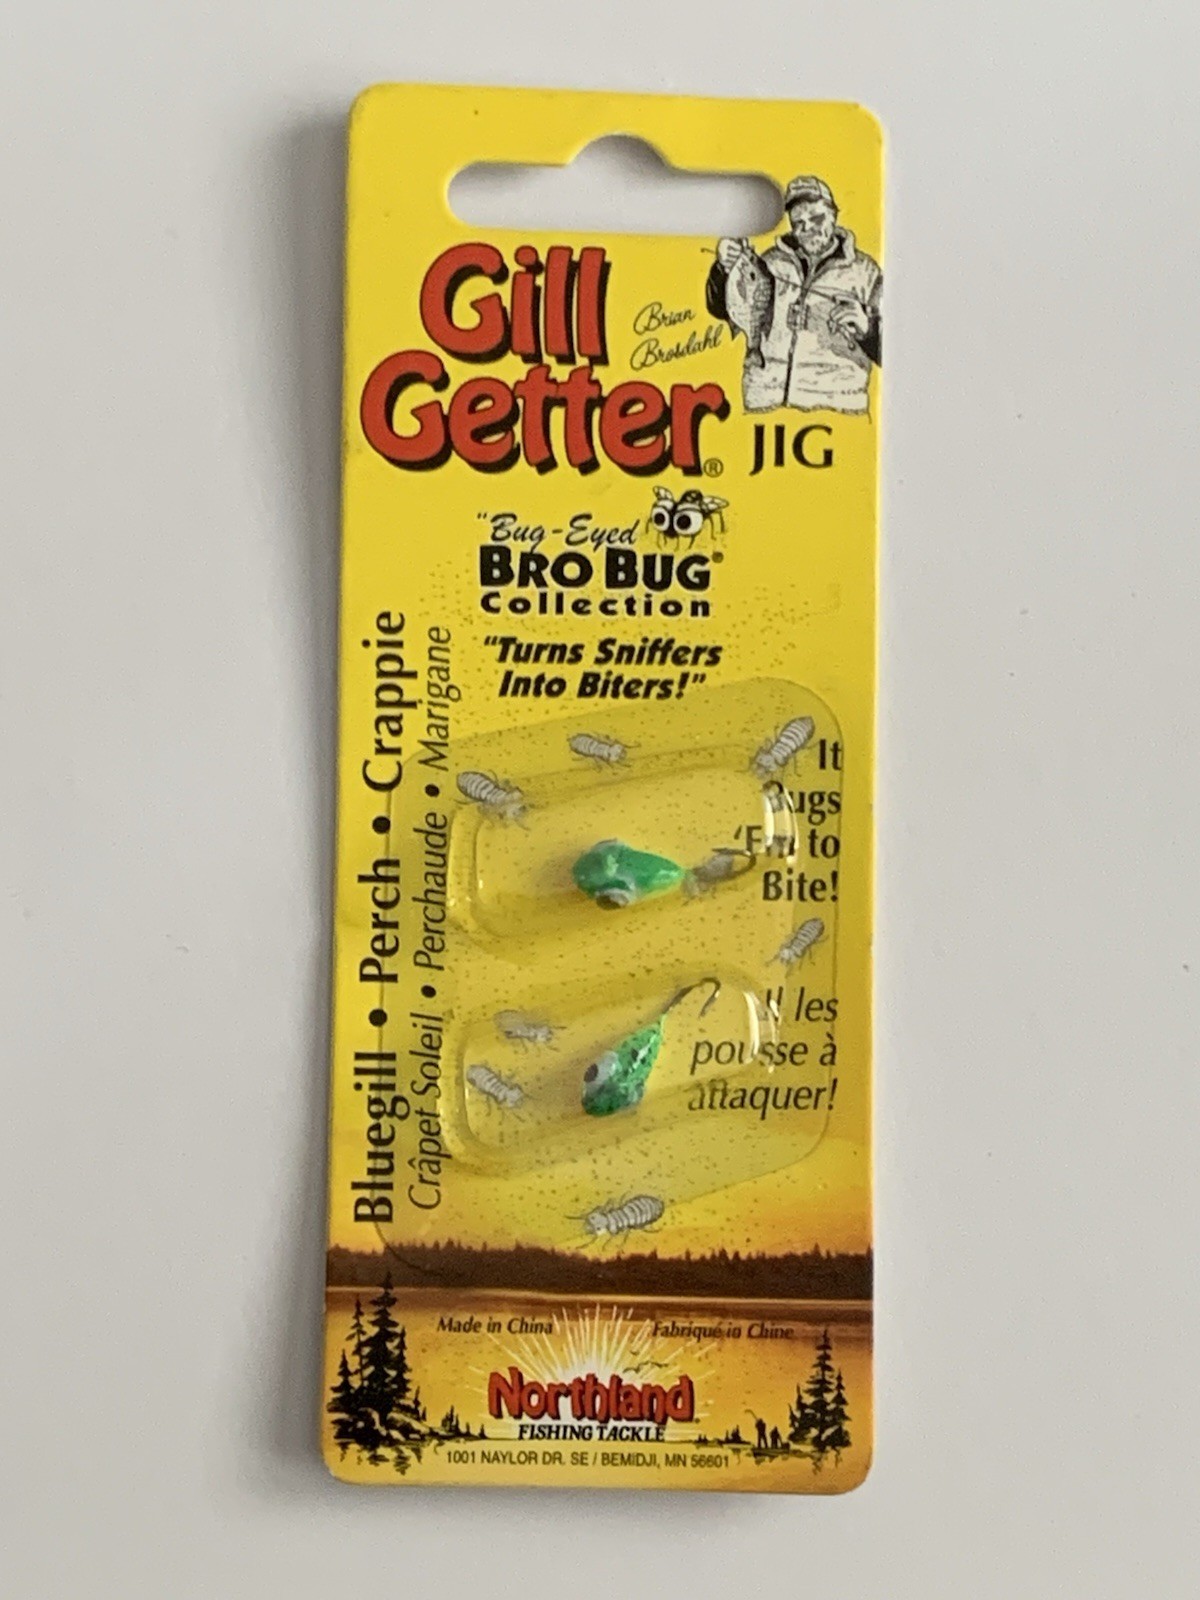 Gill
Getter® JIG
Brian
Brosdahl
"Bug-Eyed
BRO BUG®
Collection
"Turns Sniffers
Into Biters!"
It
Bugs
'Em to
Bite!
Il les
pousse à
attaquer!
Bluegill • Perch • Crappie
Crâpet Soleil • Perchaude • Marigane
Made in China
Fabriqué in Chine
Northland
FISHING TACKLE
1001 NAYLOR DR. SE / BEMIDJI, MN 56601